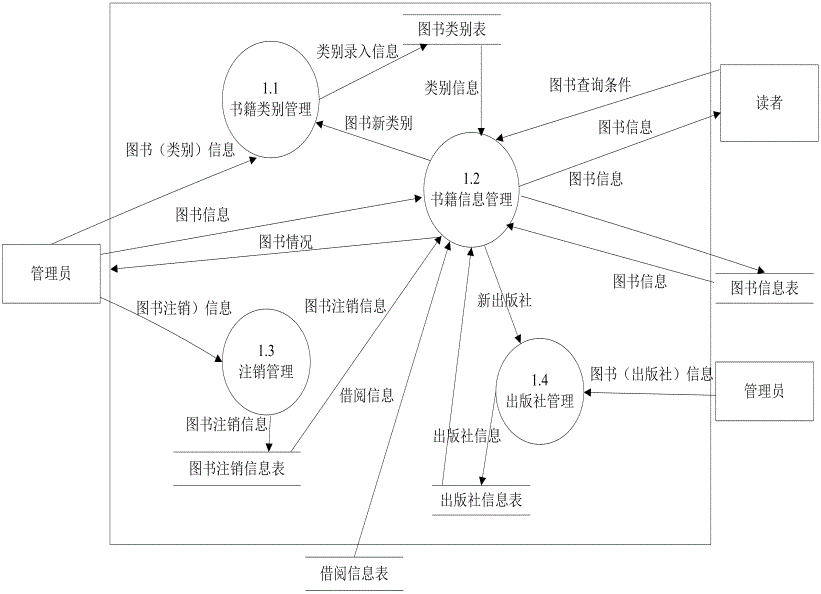 图书类别表
类别录入信息
1.1
书籍类别管理
类别信息
图书查询条件
读者
图书新类别
图书信息
图书（类别）信息
1.2
书籍信息管理
图书信息
图书信息
图书情况
管理员
图书信息
图书信息表
图书注销）信息
图书注销信息
新出版社
1.3
注销管理
1.4
出版社管理
图书（出版社）信息
管理员
借阅信息
图书注销信息
出版社信息
图书注销信息表
出版社信息表
借阅信息表